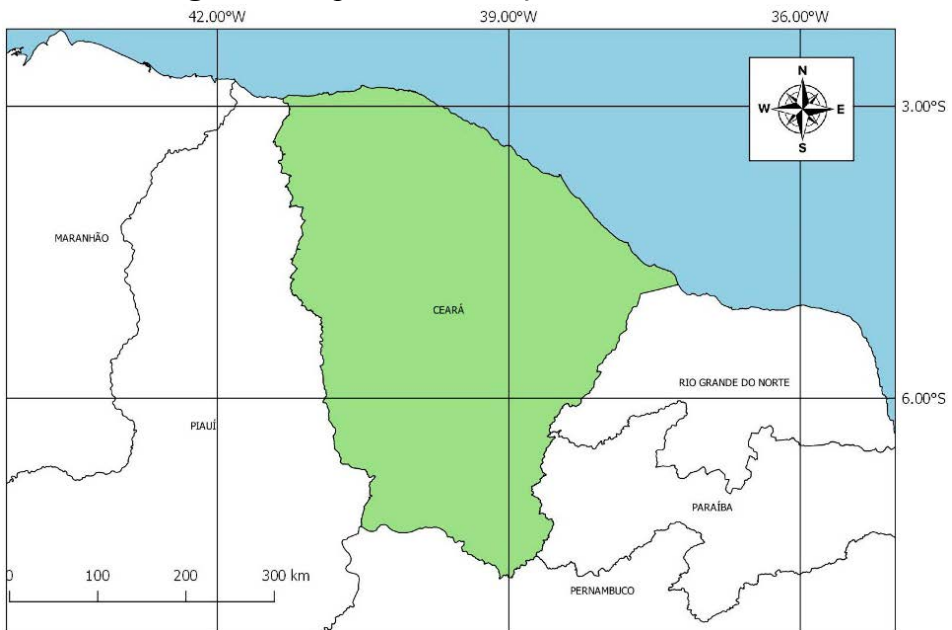 42.00°W 39.00°W 36.00°W
N
W E
S
3.00°S
MARANHÃO
CEARÁ
RIO GRANDE DO NORTE
6.00°S
PIAUÍ
PARAÍBA
0 100 200 300 km
PERNAMBUCO